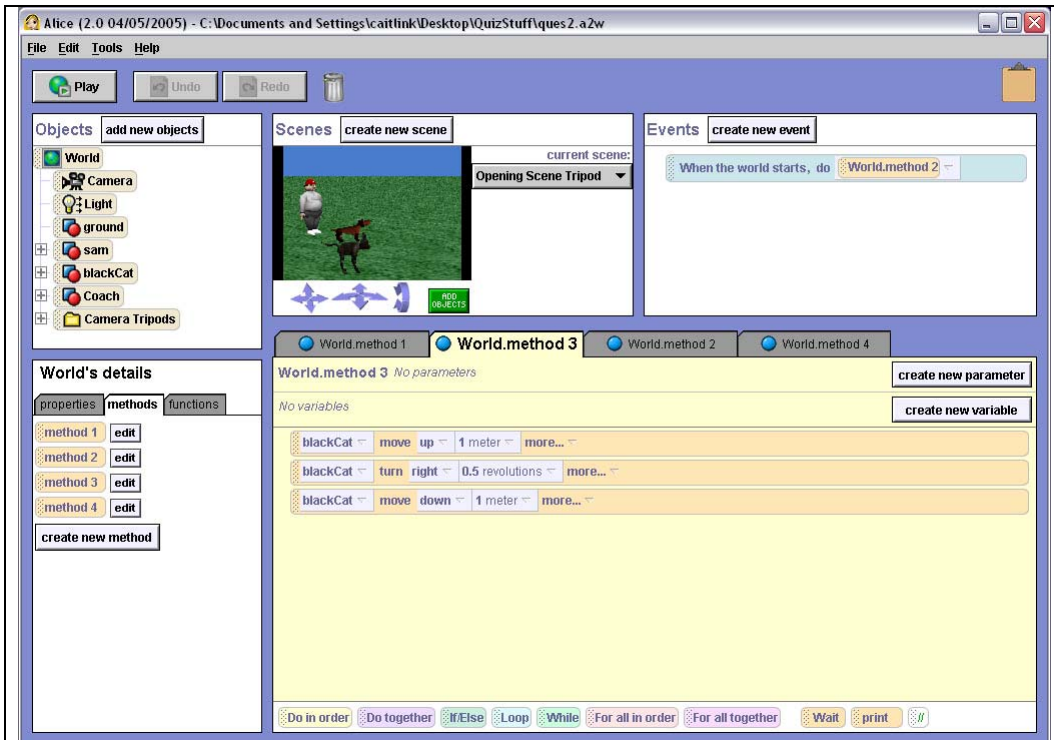 Alice (2.0 04/05/2005) - C:\Documents and Settings\caitlink\Desktop\QuizStuff\ques2.a2w
File Edit Tools Help
Play Undo Redo
Objects add new objects
World
Camera
Light
ground
sam
blackCat
Coach
Camera Tripods
Scenes create new scene
current scene:
Opening Scene Tripod
ADD OBJECTS
Events create new event
When the world starts, do World.method 2
World's details
properties methods functions
method 1 edit
method 2 edit
method 3 edit
method 4 edit
create new method
World.method 1 World.method 3 World.method 2 World.method 4
World.method 3 No parameters create new parameter
No variables create new variable
blackCat move up 1 meter more...
blackCat turn right 0.5 revolutions more...
blackCat move down 1 meter more...
Do in order Do together If/Else Loop While For all in order For all together Wait print //